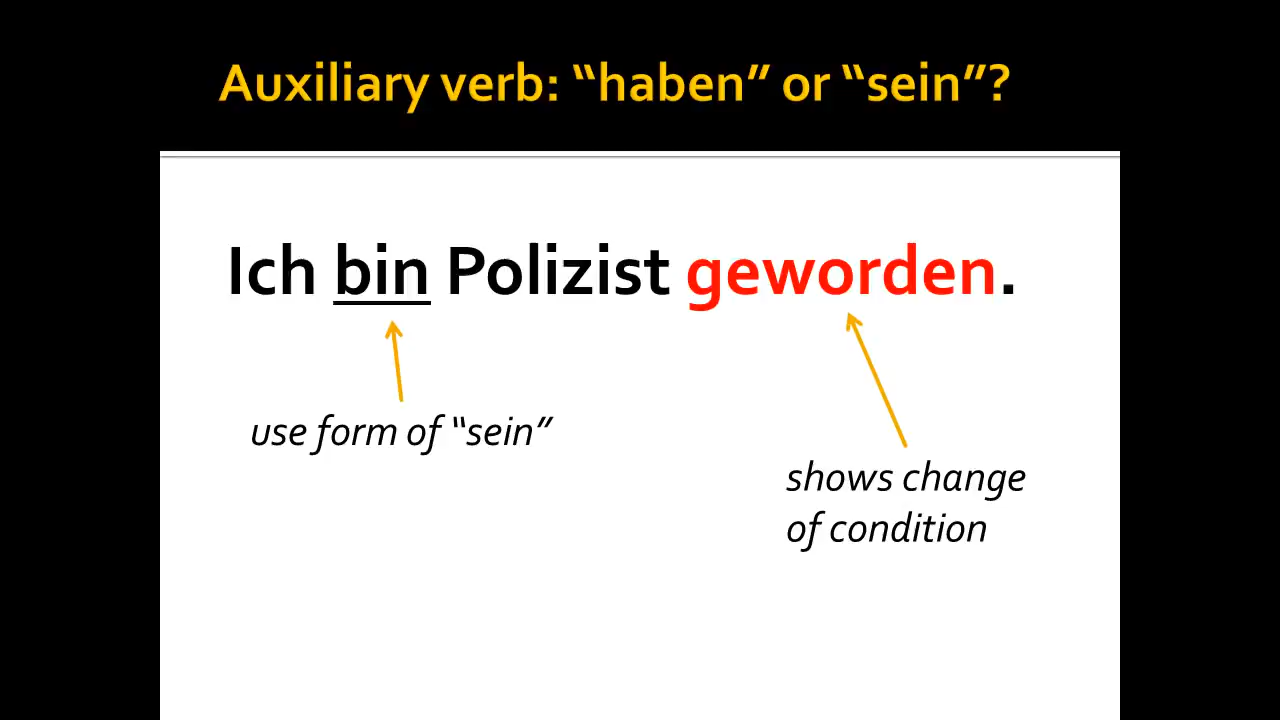 Auxiliary verb: “haben” or “sein”?
Ich bin Polizist geworden.
use form of “sein”
shows change
of condition